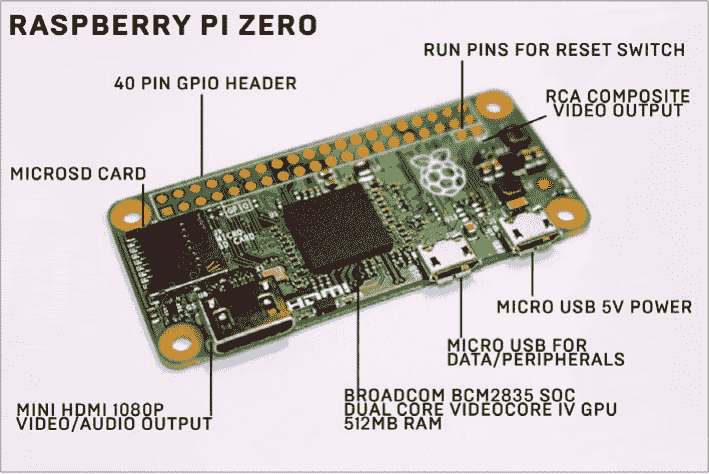 RASPBERRY PI ZERO
RUN PINS FOR RESET SWITCH
40 PIN GPIO HEADER
RCA COMPOSITE
VIDEO OUTPUT
MICROSD CARD
GPIO
HDMI
MICRO USB 5V POWER
MICRO USB FOR
DATA/PERIPHERALS
MINI HDMI 1080P
VIDEO/AUDIO OUTPUT
BROADCOM BCM2835 SOC
DUAL CORE VIDEOCORE IV GPU
512MB RAM